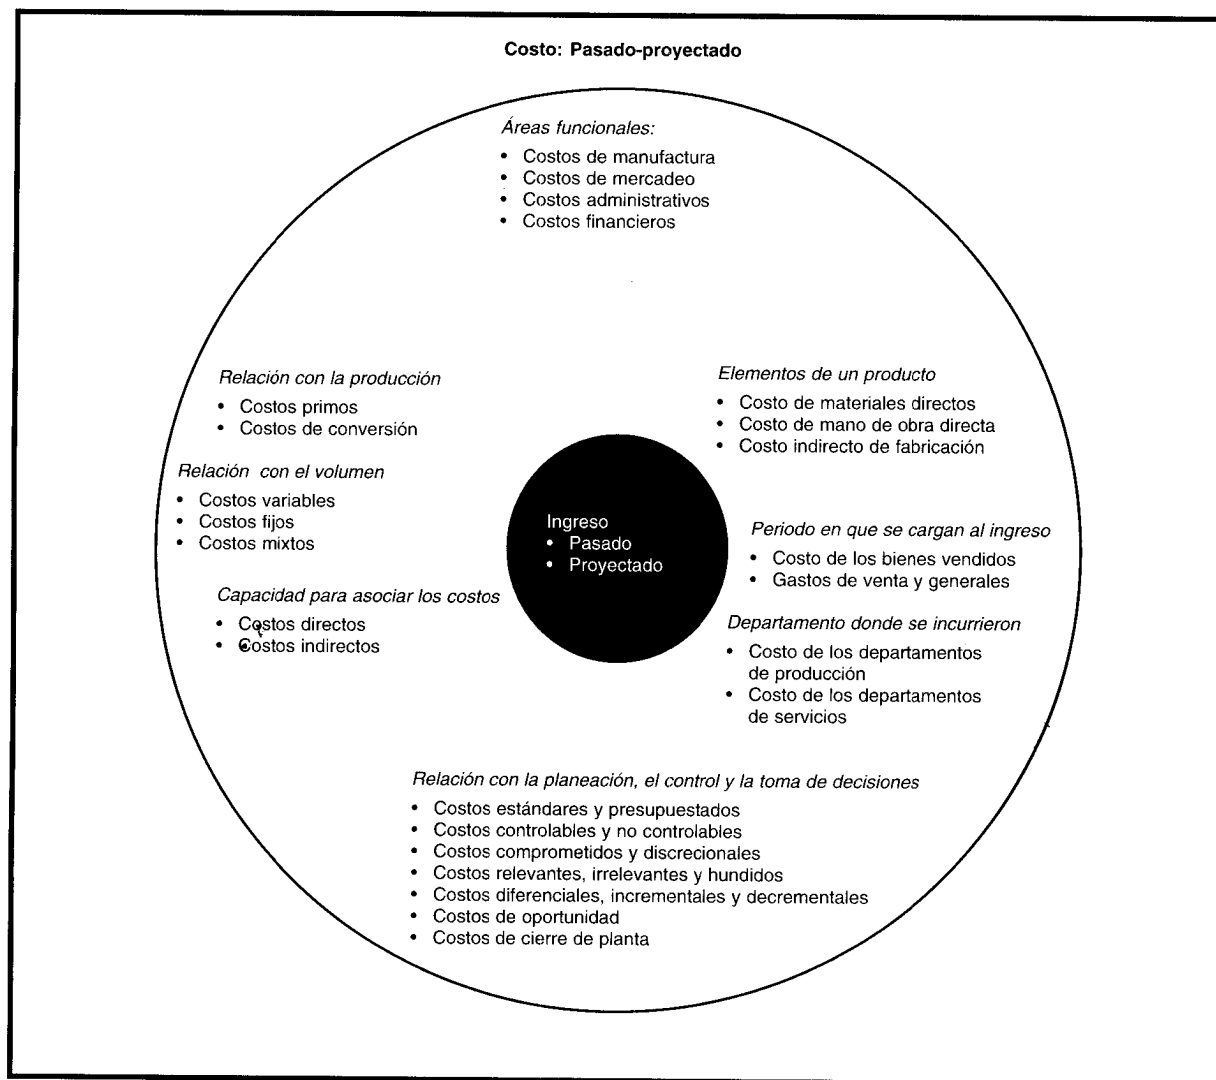 Costo: Pasado-proyectado
Áreas funcionales:
• Costos de manufactura
• Costos de mercadeo
• Costos administrativos
• Costos financieros
Relación con la producción
• Costos primos
• Costos de conversión
Relación con el volumen
• Costos variables
• Costos fijos
• Costos mixtos
Capacidad para asociar los costos
• Costos directos
• Costos indirectos
Ingreso
• Pasado
• Proyectado
Elementos de un producto
• Costo de materiales directos
• Costo de mano de obra directa
• Costo indirecto de fabricación
Periodo en que se cargan al ingreso
• Costo de los bienes vendidos
• Gastos de venta y generales
Departamento donde se incurrieron
• Costo de los departamentos
de producción
• Costo de los departamentos
de servicios
Relación con la planeación, el control y la toma de decisiones
• Costos estándares y presupuestados
• Costos controlables y no controlables
• Costos comprometidos y discrecionales
• Costos relevantes, irrelevantes y hundidos
• Costos diferenciales, incrementales y decrementales
• Costos de oportunidad
• Costos de cierre de planta